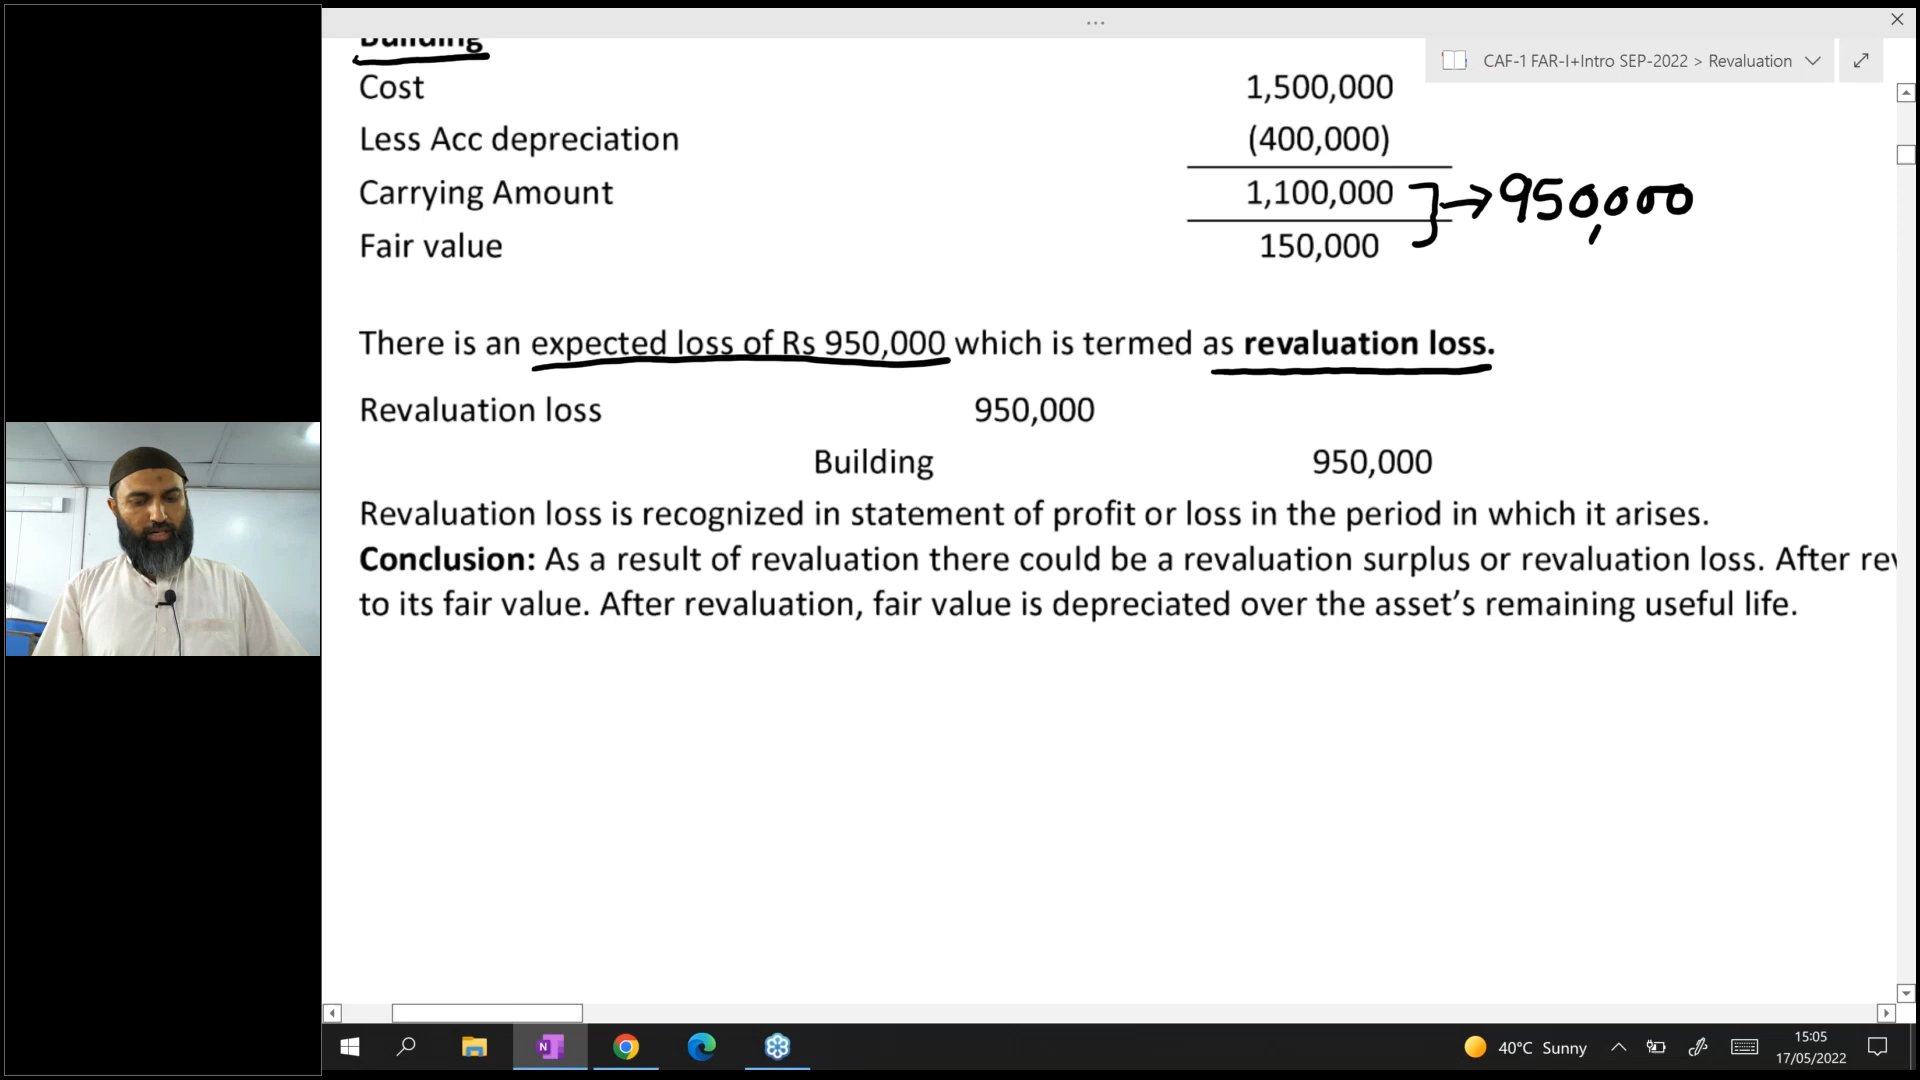 CAF-1 FAR-I+Intro SEP-2022 > Revaluation
Building
Cost 1,500,000
Less Acc depreciation (400,000)
Carrying Amount 1,100,000 → 950,000
Fair value 150,000
There is an expected loss of Rs 950,000 which is termed as revaluation loss.
Revaluation loss 950,000
Building 950,000
Revaluation loss is recognized in statement of profit or loss in the period in which it arises.
Conclusion: As a result of revaluation there could be a revaluation surplus or revaluation loss. After rev
to its fair value. After revaluation, fair value is depreciated over the asset’s remaining useful life.
40°C Sunny
15:05
17/05/2022